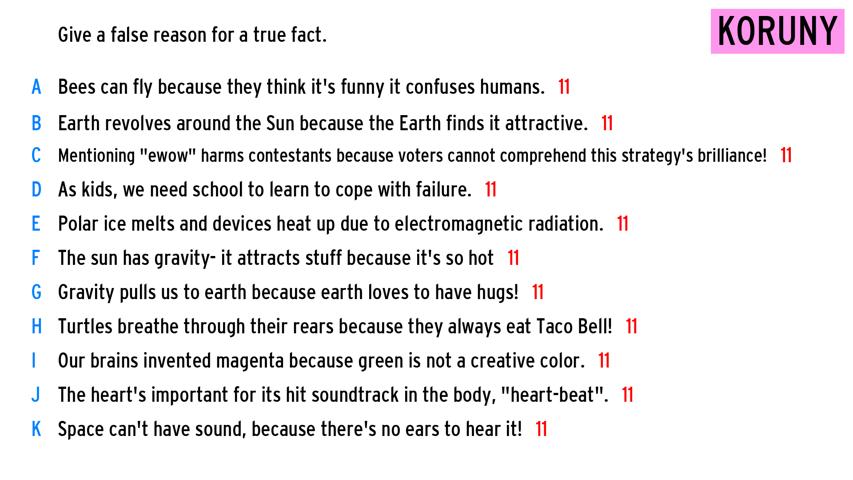 Give a false reason for a true fact.
KORUNY
A Bees can fly because they think it's funny it confuses humans. 11
B Earth revolves around the Sun because the Earth finds it attractive. 11
C Mentioning "ewow" harms contestants because voters cannot comprehend this strategy's brilliance! 11
D As kids, we need school to learn to cope with failure. 11
E Polar ice melts and devices heat up due to electromagnetic radiation. 11
F The sun has gravity- it attracts stuff because it's so hot 11
G Gravity pulls us to earth because earth loves to have hugs! 11
H Turtles breathe through their rears because they always eat Taco Bell! 11
I Our brains invented magenta because green is not a creative color. 11
J The heart's important for its hit soundtrack in the body, "heart-beat". 11
K Space can't have sound, because there's no ears to hear it! 11